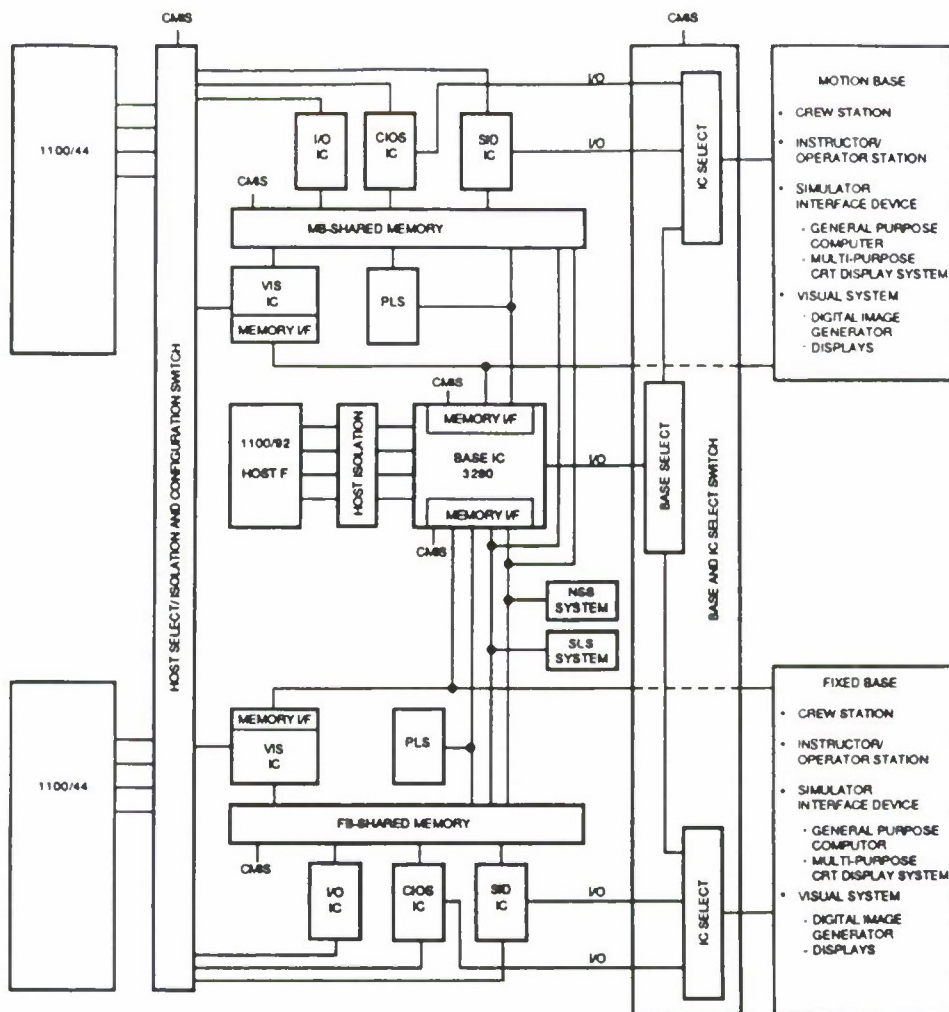 CMIS
CMIS
1100/44
HOST SELECT/ISOLATION AND CONFIGURATION SWITCH
I/O
IC
CIOS
IC
SID
IC
I/O
I/O
IC SELECT
CMIS
MB-SHARED MEMORY
VIS
IC
MEMORY I/F
PLS
MOTION BASE
• CREW STATION
• INSTRUCTOR/
OPERATOR STATION
• SIMULATOR
INTERFACE DEVICE
- GENERAL PURPOSE
COMPUTER
- MULTI-PURPOSE
CRT DISPLAY SYSTEM
• VISUAL SYSTEM
- DIGITAL IMAGE
GENERATOR
- DISPLAYS
1100/92
HOST F
HOST ISOLATION
CMIS
MEMORY I/F
BASE IC
3280
MEMORY I/F
CMIS
I/O
BASE SELECT
BASE AND IC SELECT SWITCH
NSS
SYSTEM
SLS
SYSTEM
1100/44
MEMORY I/F
VIS
IC
PLS
FB-SHARED MEMORY
CMIS
I/O
IC
CIOS
IC
SID
IC
I/O
I/O
IC SELECT
FIXED BASE
• CREW STATION
• INSTRUCTOR/
OPERATOR STATION
• SIMULATOR
INTERFACE DEVICE
- GENERAL PURPOSE
COMPUTOR
- MULTI-PURPOSE
CRT DISPLAY SYSTEM
• VISUAL SYSTEM
- DIGITAL IMAGE
GENERATOR
- DISPLAYS